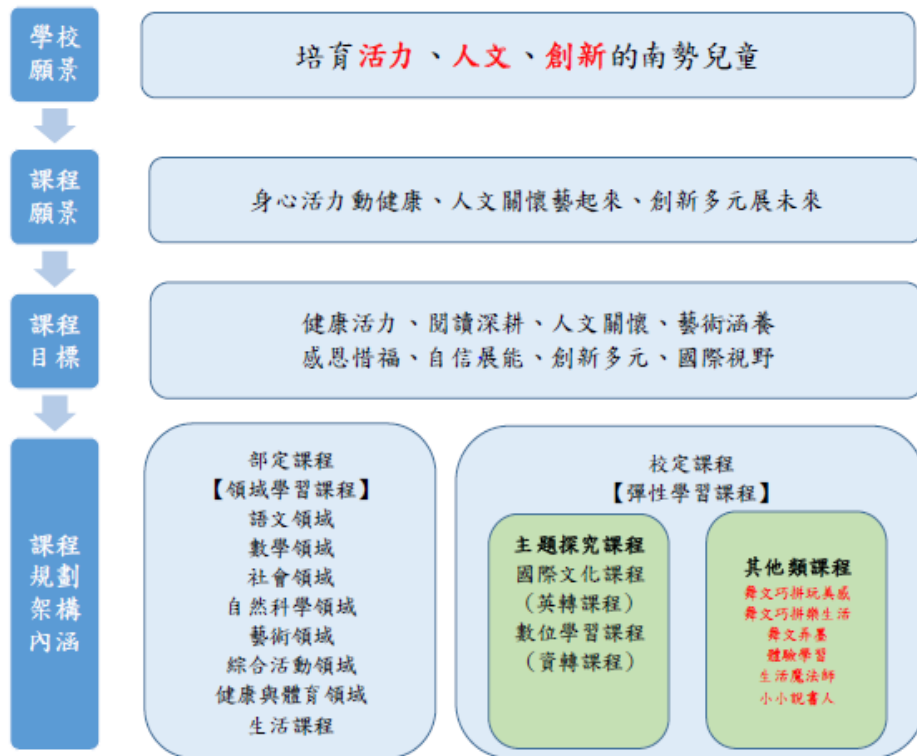 學校
願景
培育活力、人文、創新的南勢兒童
課程
願景
身心活力動健康、人文關懷藝起來、創新多元展未來
課程
目標
健康活力、閱讀深耕、人文關懷、藝術涵養
感恩惜福、自信展能、創新多元、國際視野
課程
規劃
架構
內涵
部定課程
【領域學習課程】
語文領域
數學領域
社會領域
自然科學領域
藝術領域
綜合活動領域
健康與體育領域
生活課程
校定課程
【彈性學習課程】
主題探究課程
國際文化課程
(英轉課程)
數位學習課程
(資轉課程)
其他類課程
舞文巧拼玩美感
舞文巧拼樂生活
舞文弄墨
體驗學習
生活魔法師
小小說書人